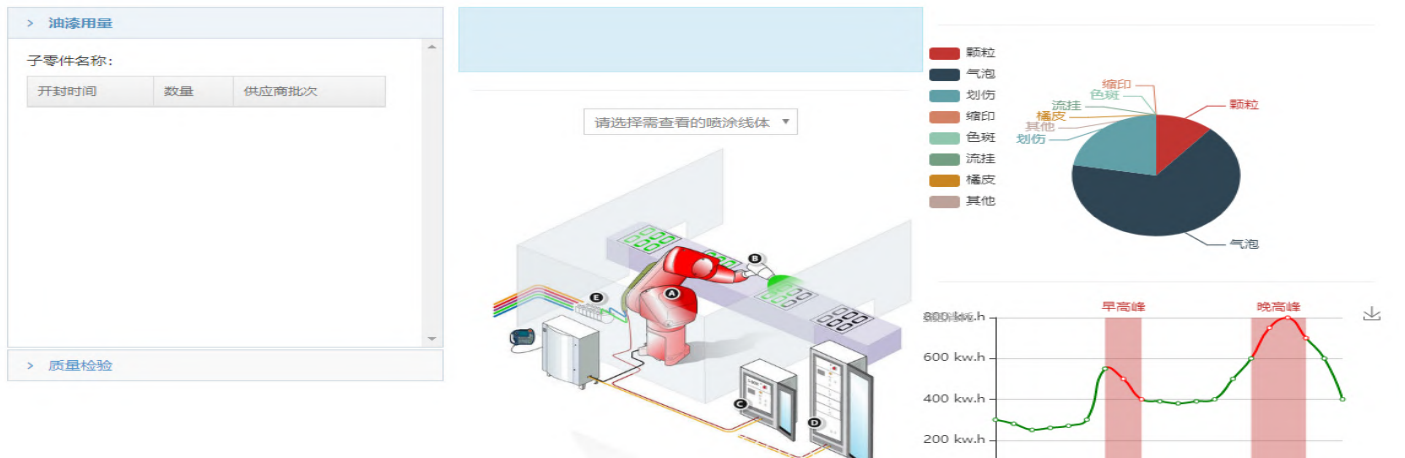 油漆用量
子零件名称：
开封时间 数量 供应商批次
质量检验
请选择需查看的喷涂线体
B
A
E
C
D
颗粒
气泡
划伤
缩印
色斑
流挂
橘皮
其他
缩印
色斑
流挂
橘皮
其他
划伤
颗粒
气泡
早高峰 晚高峰
800 kw.h
600 kw.h
400 kw.h
200 kw.h